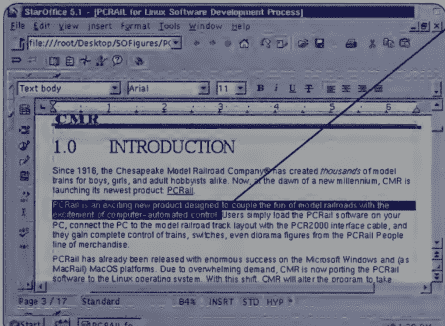 StarOffice 5.1 - [PCRAIL for Linux Software Development Process]
File Edit View Insert Format Tools Window Help
file:///root/Desktop/SOFigures/P
Text body Arial 11 B i U
CMR
1.0 INTRODUCTION
Since 1916, the Chesapeake Model Railroad Company® has created thousands of model
trains for boys, girls, and adult hobbyists alike. Now, at the dawn of a new millennium, CMR is
launching its newest product: PCRail.
PCRail is an exciting new product designed to couple the fun of model railroads with the
excitement of computer-automated control. Users simply load the PCRail software on your
PC, connect the PC to the model railroad track layout with the PCR2000 interface cable, and
they gain complete control of trains, switches, even diorama figures from the PCRail People
line of merchandise.
PCRail has already been released with enormous success on the Microsoft Windows and (as
MacRail) MacOS platforms. Due to overwhelming demand, CMR is now porting the PCRail
software to the Linux operating system. With this shift, CMR will alter the program to take
Page 3 / 17 Standard 84% INSRT STD HYP *
Start